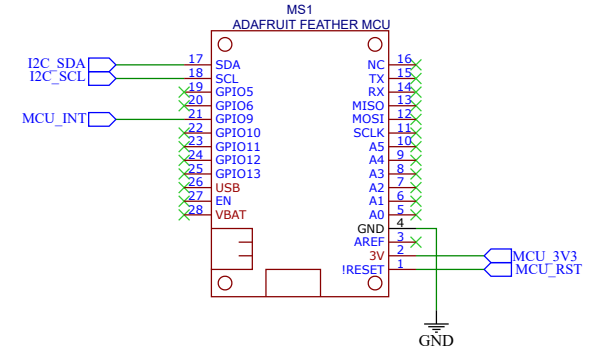 MS1
ADAFRUIT FEATHER MCU
I2C_SDA 17 SDA NC 16
I2C_SCL 18 SCL TX 15
19 GPIO5 RX 14
20 GPIO6 MISO 13
MCU_INT 21 GPIO9 MOSI 12
22 GPIO10 SCLK 11
23 GPIO11 A5 10
24 GPIO12 A4 9
25 GPIO13 A3 8
26 USB A2 7
27 EN A1 6
28 VBAT A0 5
GND 4
AREF 3
3V 2 MCU_3V3
!RESET 1 MCU_RST
GND